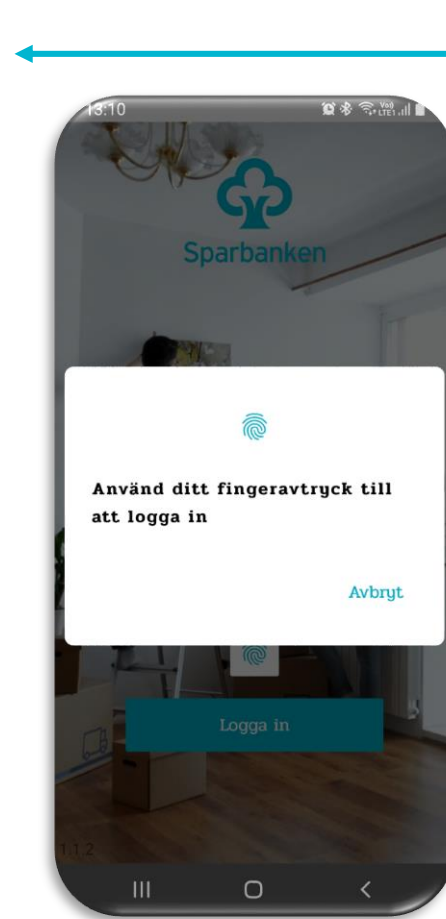 13:10
Sparbanken
Använd ditt fingeravtryck till
att logga in
Avbryt
Logga in
1.1.2